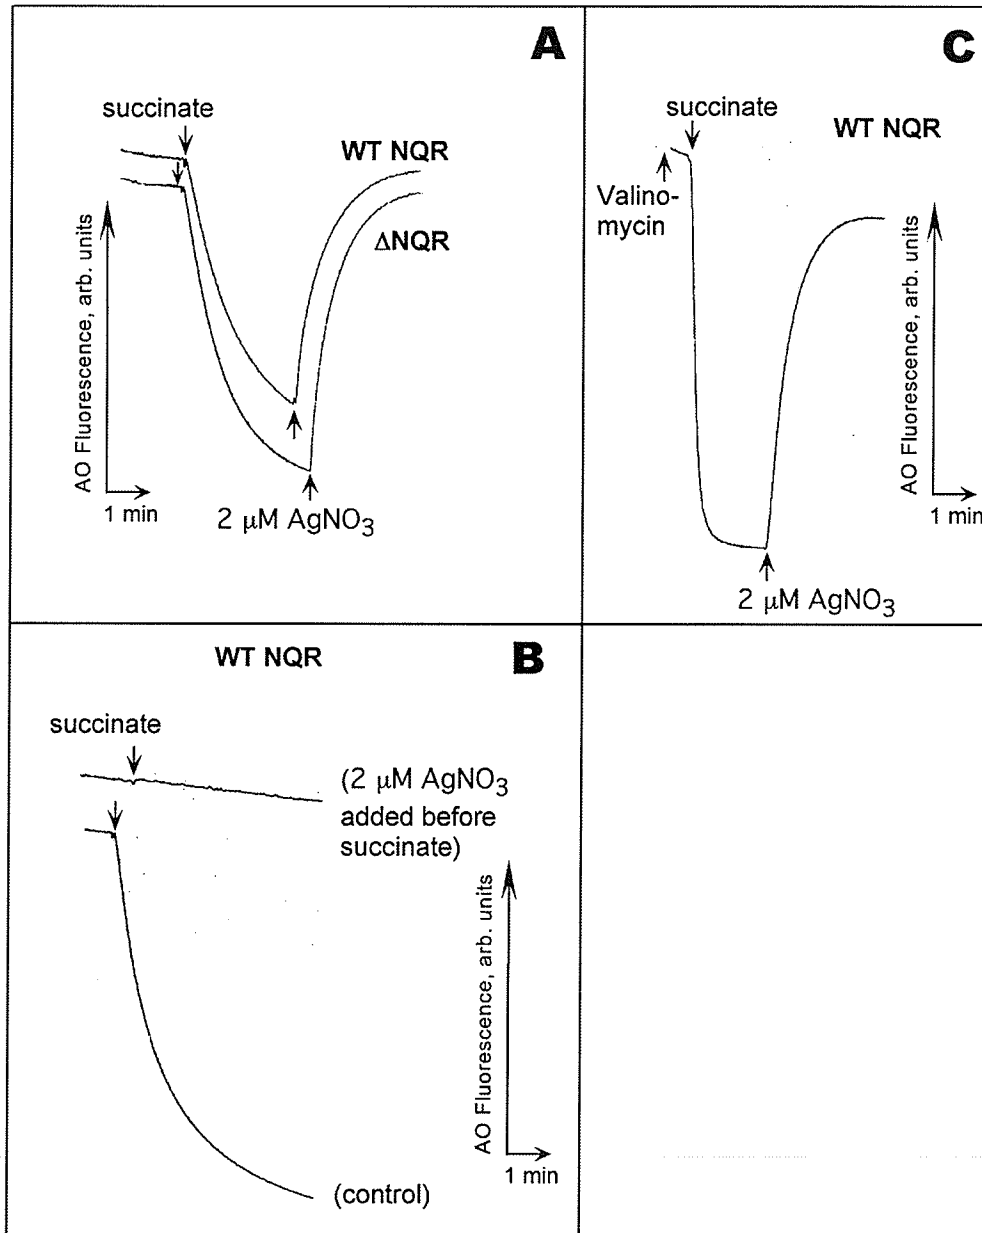 A
succinate
WT NQR
ΔNQR
AO Fluorescence, arb. units
1 min
2 μM AgNO3
C
succinate
WT NQR
Valino-
mycin
AO Fluorescence, arb. units
1 min
2 μM AgNO3
B
WT NQR
succinate
(2 μM AgNO3
added before
succinate)
AO Fluorescence, arb. units
1 min
(control)